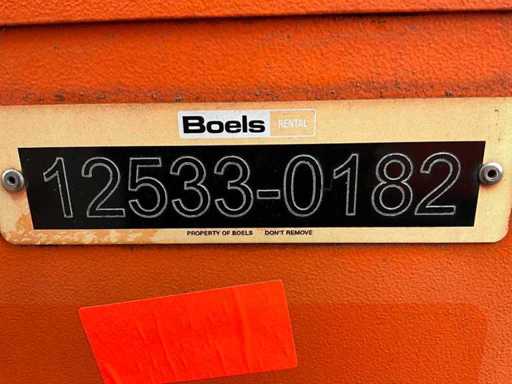 Boels RENTAL
12533-0182
PROPERTY OF BOELS DON'T REMOVE